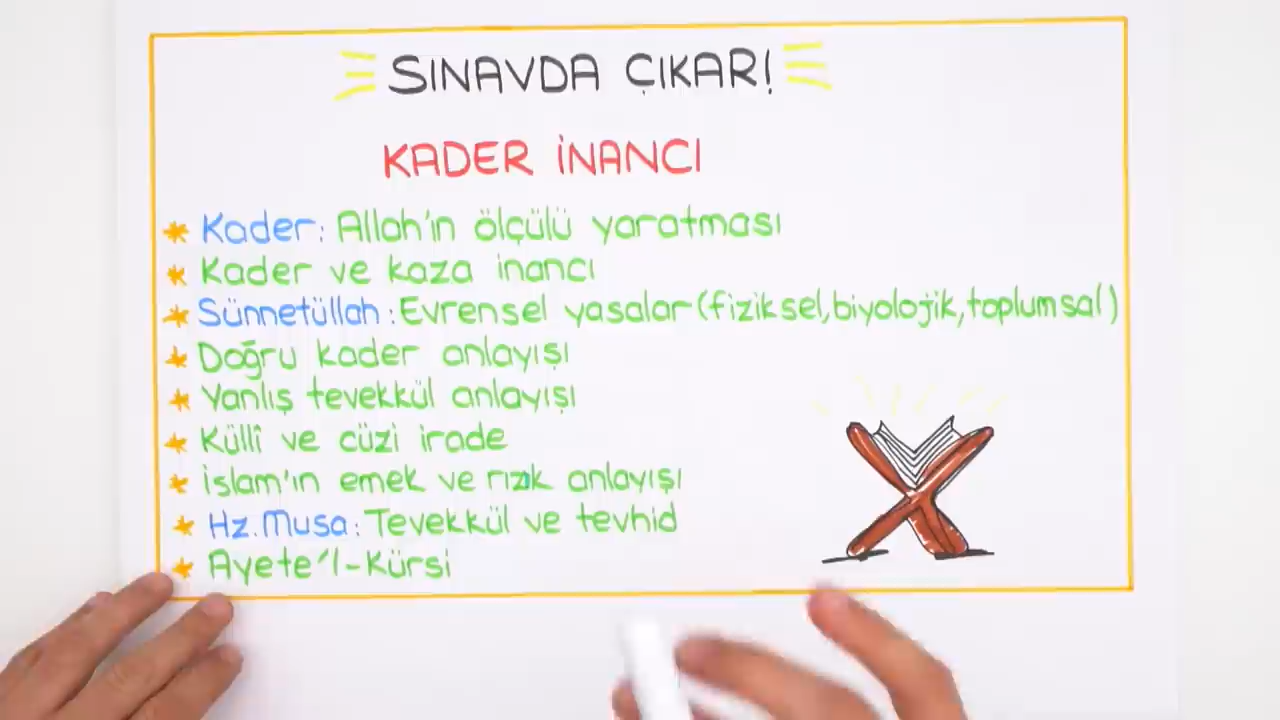 SINAVDA ÇIKAR!
KADER İNANCI
Kader: Allah'ın ölçülü yaratması
Kader ve kaza inancı
Sünnetüllah: Evrensel yasalar (fiziksel, biyolojik, toplumsal)
Doğru kader anlayışı
Yanlış tevekkül anlayışı
Küllî ve cüzi irade
İslam'ın emek ve rızık anlayışı
Hz. Musa: Tevekkül ve tevhid
Ayete'l-Kürsi